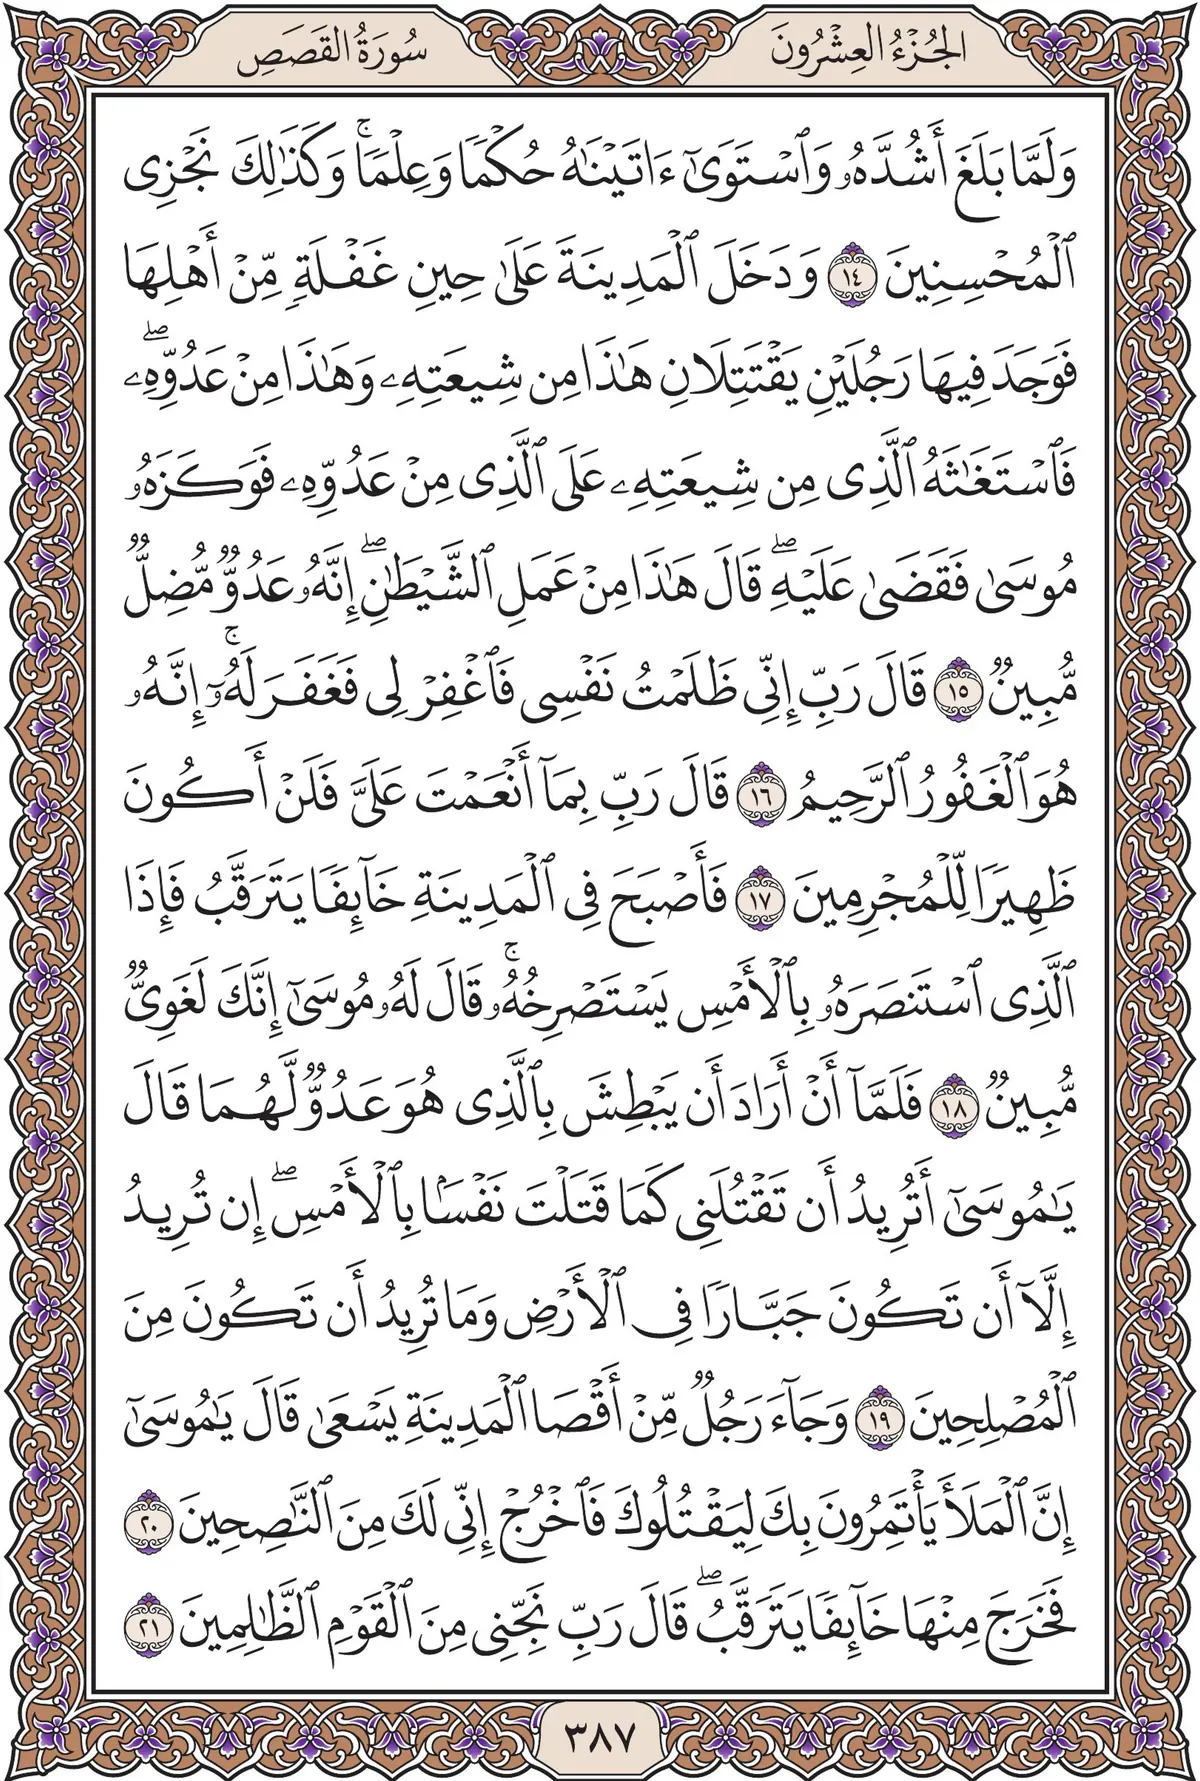 الجُزْءُ العِشْرُونَ
سُورَةُ القَصَصِ
وَلَمَّا بَلَغَ أَشُدَّهُۥ وَٱسْتَوَىٰٓ ءَاتَيْنَٰهُ حُكْمًا وَعِلْمًاۚ وَكَذَٰلِكَ نَجْزِى
ٱلْمُحْسِنِينَ ١٤ وَدَخَلَ ٱلْمَدِينَةَ عَلَىٰ حِينِ غَفْلَةٍ مِّنْ أَهْلِهَا
فَوَجَدَ فِيهَا رَجُلَيْنِ يَقْتَتِلَانِ هَٰذَا مِن شِيعَتِهِۦ وَهَٰذَا مِنْ عَدُوِّهِۦۖ
فَٱسْتَغَٰثَهُ ٱلَّذِى مِن شِيعَتِهِۦ عَلَى ٱلَّذِى مِنْ عَدُوِّهِۦ فَوَكَزَهُۥ
مُوسَىٰ فَقَضَىٰ عَلَيْهِۖ قَالَ هَٰذَا مِنْ عَمَلِ ٱلشَّيْطَٰنِۖ إِنَّهُۥ عَدُوٌّ مُّضِلٌّ
مُّبِينٌ ١٥ قَالَ رَبِّ إِنِّى ظَلَمْتُ نَفْسِى فَٱغْفِرْ لِى فَغَفَرَ لَهُۥٓۚ إِنَّهُۥ
هُوَ ٱلْغَفُورُ ٱلرَّحِيمُ ١٦ قَالَ رَبِّ بِمَآ أَنْعَمْتَ عَلَىَّ فَلَنْ أَكُونَ
ظَهِيرًا لِّلْمُجْرِمِينَ ١٧ فَأَصْبَحَ فِى ٱلْمَدِينَةِ خَآئِفًا يَتَرَقَّبُ فَإِذَا
ٱلَّذِى ٱسْتَنصَرَهُۥ بِٱلْأَمْسِ يَسْتَصْرِخُهُۥۚ قَالَ لَهُۥ مُوسَىٰٓ إِنَّكَ لَغَوِىٌّ
مُّبِينٌ ١٨ فَلَمَّآ أَنْ أَرَادَ أَن يَبْطِشَ بِٱلَّذِى هُوَ عَدُوٌّ لَّهُمَا قَالَ
يَٰمُوسَىٰٓ أَتُرِيدُ أَن تَقْتُلَنِى كَمَا قَتَلْتَ نَفْسًۢا بِٱلْأَمْسِۖ إِن تُرِيدُ
إِلَّآ أَن تَكُونَ جَبَّارًا فِى ٱلْأَرْضِ وَمَا تُرِيدُ أَن تَكُونَ مِنَ
ٱلْمُصْلِحِينَ ١٩ وَجَآءَ رَجُلٌ مِّنْ أَقْصَا ٱلْمَدِينَةِ يَسْعَىٰ قَالَ يَٰمُوسَىٰٓ
إِنَّ ٱلْمَلَأَ يَأْتَمِرُونَ بِكَ لِيَقْتُلُوكَ فَٱخْرُجْ إِنِّى لَكَ مِنَ ٱلنَّٰصِحِينَ ٢٠
فَخَرَجَ مِنْهَا خَآئِفًا يَتَرَقَّبُۖ قَالَ رَبِّ نَجِّنِى مِنَ ٱلْقَوْمِ ٱلظَّٰلِمِينَ ٢١
٣٨٧